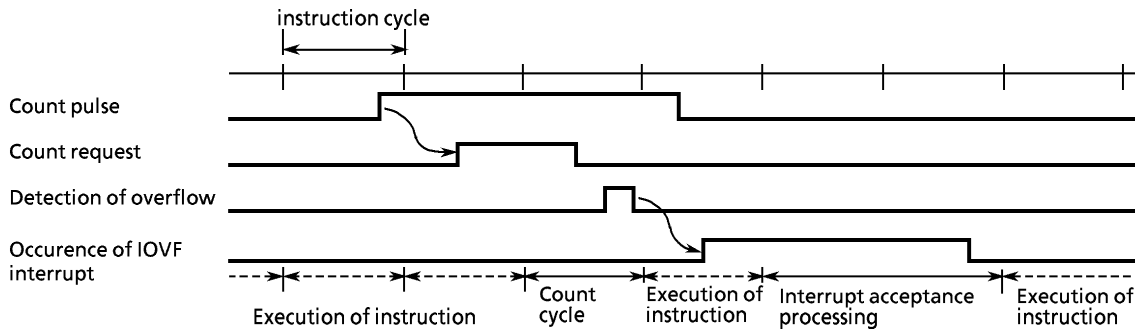 instruction cycle
Count pulse
Count request
Detection of overflow
Occurence of IOVF
interrupt
Execution of instruction
Count
cycle
Execution of
instruction
Interrupt acceptance
processing
Execution of
instruction